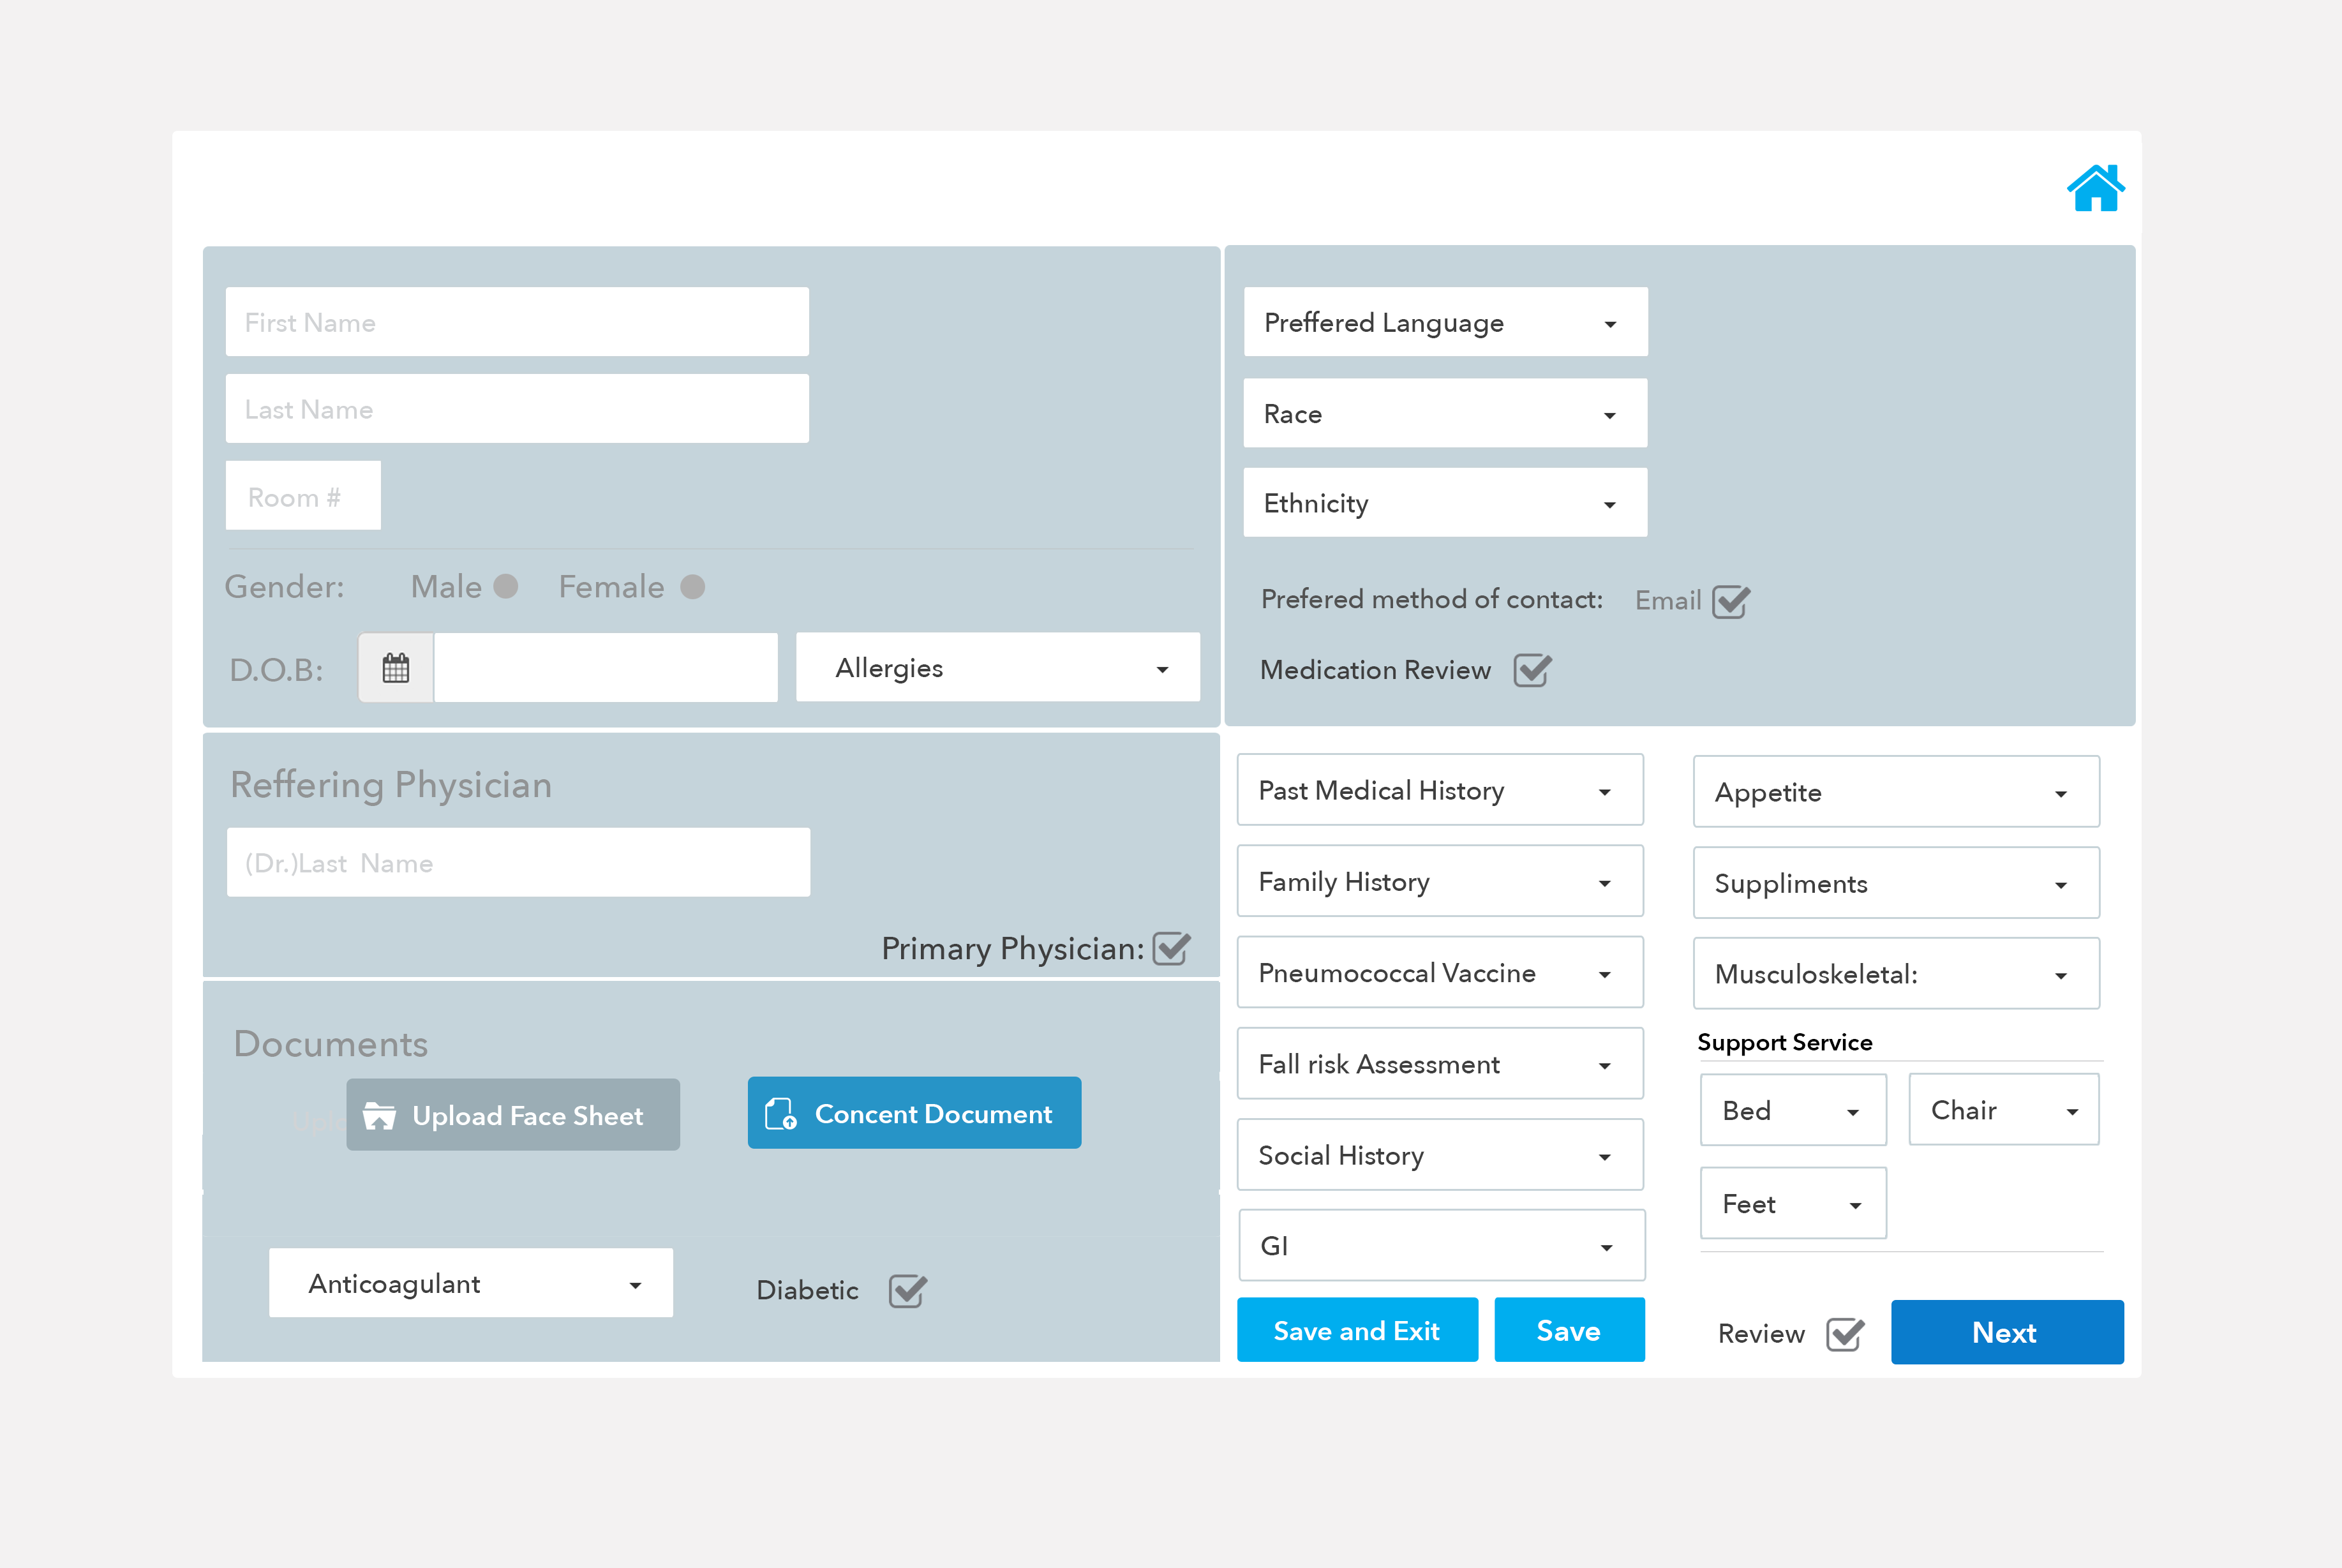 First Name
Last Name
Room #
Gender: Male Female
D.O.B: Allergies
Preffered Language
Race
Ethnicity
Prefered method of contact: Email
Medication Review
Reffering Physician
(Dr.)Last Name
Primary Physician:
Documents
Upload Face Sheet
Concent Document
Anticoagulant
Diabetic
Past Medical History
Family History
Pneumococcal Vaccine
Fall risk Assessment
Social History
GI
Save and Exit
Save
Appetite
Suppliments
Musculoskeletal:
Support Service
Bed
Chair
Feet
Review
Next